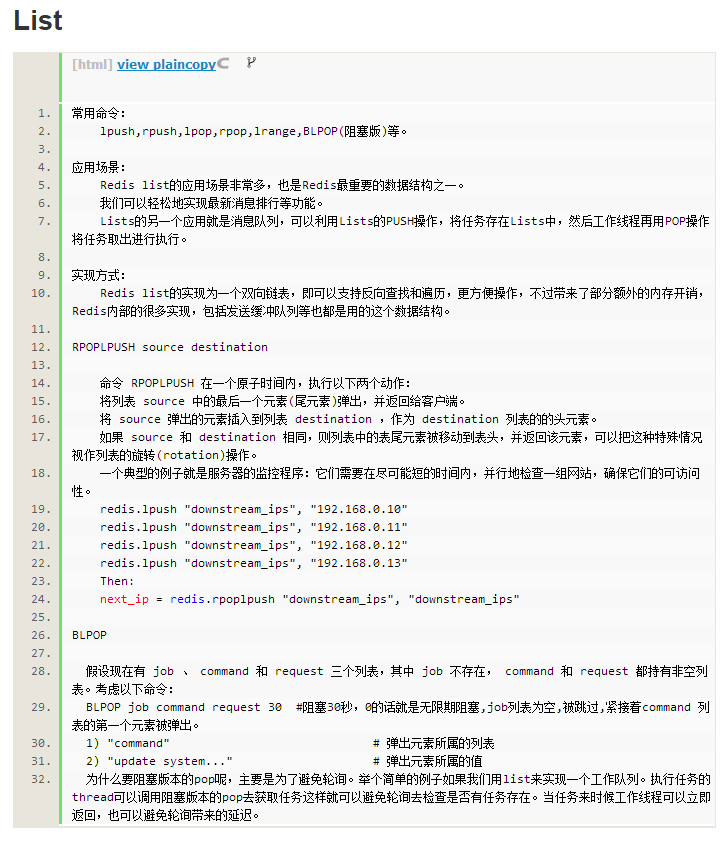 List
[html] view plaincopy
1. 常用命令:
2. lpush,rpush,lpop,rpop,lrange,BLPOP(阻塞版)等。
3.
4. 应用场景:
5. Redis list的应用场景非常多，也是Redis最重要的数据结构之一。
6. 我们可以轻松地实现最新消息排行等功能。
7. Lists的另一个应用就是消息队列，可以利用Lists的PUSH操作，将任务存在Lists中，然后工作线程再用POP操作
将任务取出进行执行。
8.
9. 实现方式:
10. Redis list的实现为一个双向链表，即可以支持反向查找和遍历，更方便操作，不过带来了部分额外的内存开销，
Redis内部的很多实现，包括发送缓冲队列等也都是用的这个数据结构。
11.
12. RPOPLPUSH source destination
13.
14. 命令 RPOPLPUSH 在一个原子时间内，执行以下两个动作:
15. 将列表 source 中的最后一个元素(尾元素)弹出，并返回给客户端。
16. 将 source 弹出的元素插入到列表 destination ，作为 destination 列表的的头元素。
17. 如果 source 和 destination 相同，则列表中的表尾元素被移动到表头，并返回该元素，可以把这种特殊情况
视作列表的旋转(rotation)操作。
18. 一个典型的例子就是服务器的监控程序: 它们需要在尽可能短的时间内，并行地检查一组网站，确保它们的可访问
性。
19. redis.lpush "downstream_ips", "192.168.0.10"
20. redis.lpush "downstream_ips", "192.168.0.11"
21. redis.lpush "downstream_ips", "192.168.0.12"
22. redis.lpush "downstream_ips", "192.168.0.13"
23. Then:
24. next_ip = redis.rpoplpush "downstream_ips", "downstream_ips"
25.
26. BLPOP
27.
28. 假设现在有 job 、 command 和 request 三个列表，其中 job 不存在， command 和 request 都持有非空列
表。考虑以下命令:
29. BLPOP job command request 30 #阻塞30秒，0的话就是无限期阻塞,job列表为空,被跳过,紧接着command 列
表的第一个元素被弹出。
30. 1) "command" # 弹出元素所属的列表
31. 2) "update system..." # 弹出元素所属的值
32. 为什么要阻塞版本的pop呢，主要是为了避免轮询。举个简单的例子如果我们用list来实现一个工作队列。执行任务的
thread可以调用阻塞版本的pop去获取任务这样就可以避免轮询去检查是否有任务存在。当任务来时候工作线程可以立即
返回，也可以避免轮询带来的延迟。